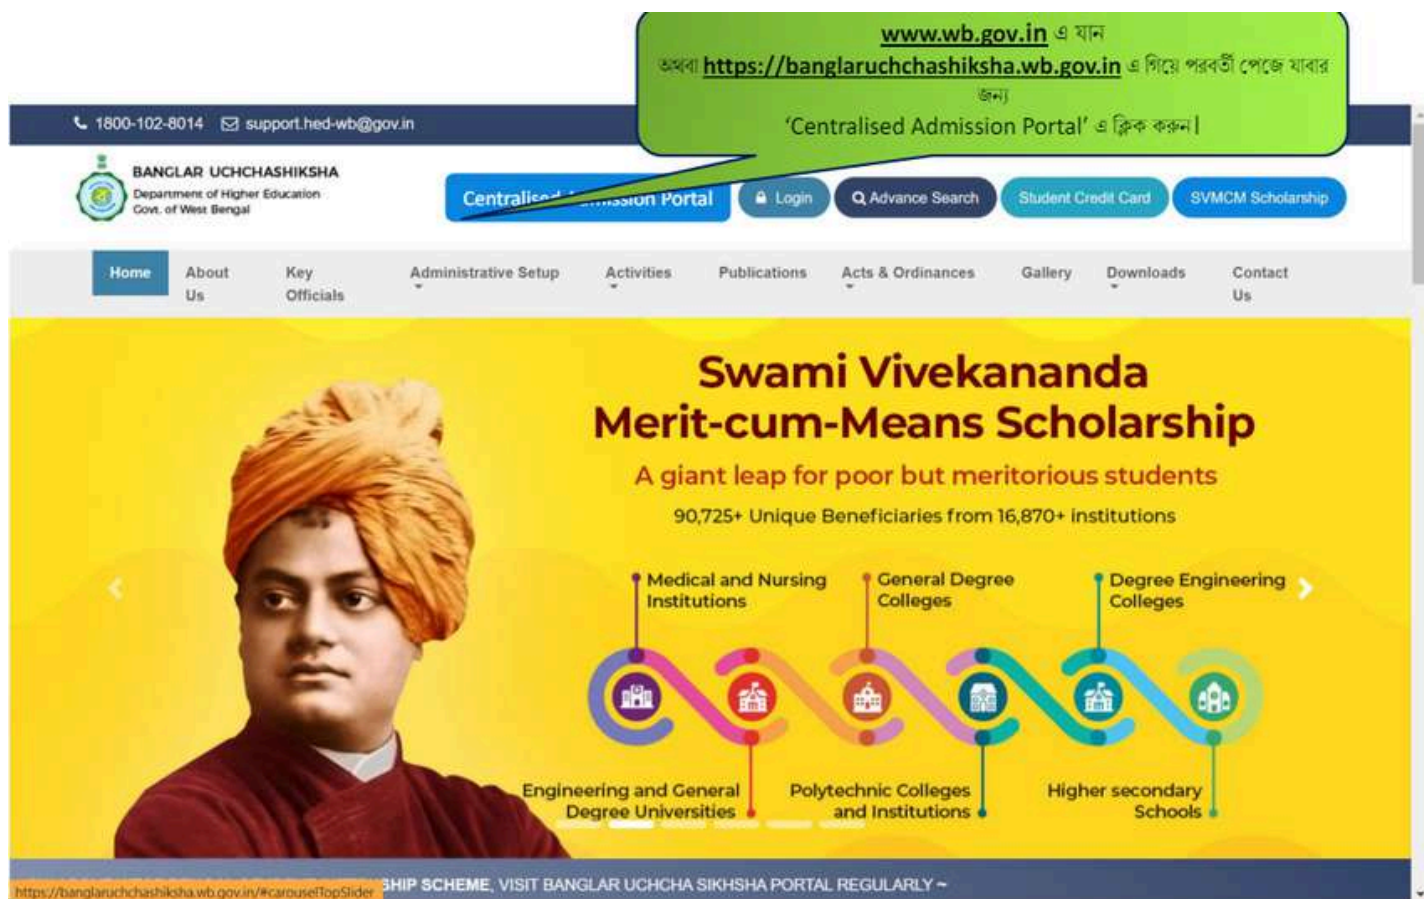 www.wb.gov.in এ যান
অথবা https://banglaruchchashiksha.wb.gov.in এ গিয়ে পরবর্তী পেজে যাবার
জন্য
‘Centralised Admission Portal’ এ ক্লিক করুন।
1800-102-8014 support.hed-wb@gov.in
BANGLAR UCHCHASHIKSHA
Department of Higher Education
Govt. of West Bengal
Centralised Admission Portal Login Advance Search Student Credit Card SVMCM Scholarship
Home About Us Key Officials Administrative Setup Activities Publications Acts & Ordinances Gallery Downloads Contact Us
Swami Vivekananda
Merit-cum-Means Scholarship
A giant leap for poor but meritorious students
90,725+ Unique Beneficiaries from 16,870+ institutions
Medical and Nursing
Institutions
General Degree
Colleges
Degree Engineering
Colleges
Engineering and General
Degree Universities
Polytechnic Colleges
and Institutions
Higher secondary
Schools
SHIP SCHEME, VISIT BANGLAR UCHCHA SIKHSHA PORTAL REGULARLY ~
https://banglaruchchashiksha.wb.gov.in/#carouselTopSlider